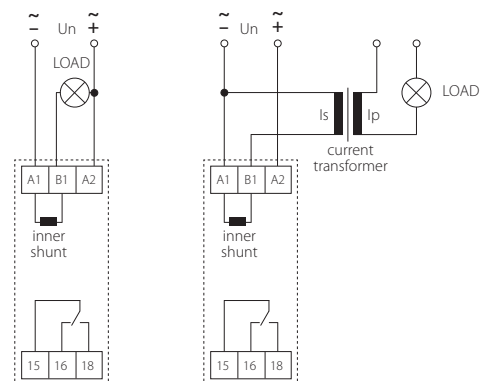 ~ ~
− Un +
LOAD
A1 B1 A2
inner
shunt
15 16 18
~ ~
− Un +
Is Ip
LOAD
current
transformer
A1 B1 A2
inner
shunt
15 16 18